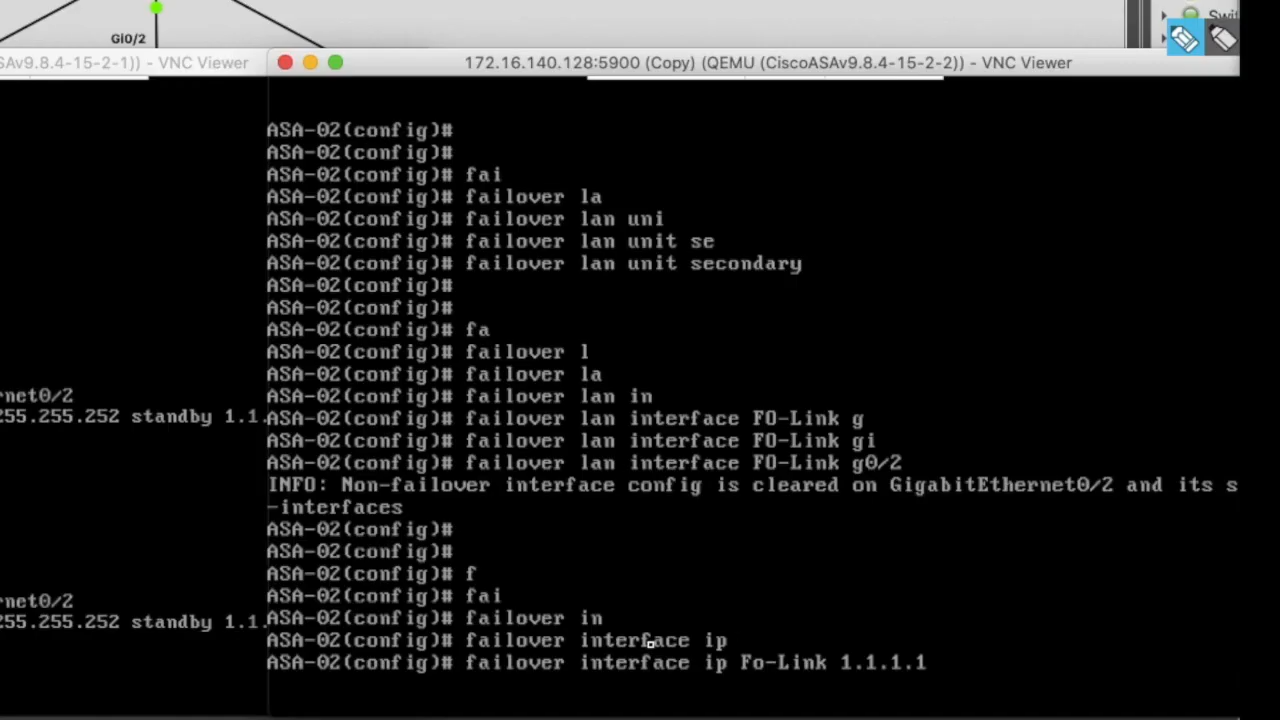 Swi
Gi0/2
SAv9.8.4-15-2-1)) - VNC Viewer
172.16.140.128:5900 (Copy) (QEMU (CiscoASAv9.8.4-15-2-2)) - VNC Viewer
ASA-02(config)#
ASA-02(config)#
ASA-02(config)# fai
ASA-02(config)# failover la
ASA-02(config)# failover lan uni
ASA-02(config)# failover lan unit se
ASA-02(config)# failover lan unit secondary
ASA-02(config)#
ASA-02(config)#
ASA-02(config)# fa
ASA-02(config)# failover l
ASA-02(config)# failover la
rnet0/2
ASA-02(config)# failover lan in
255.255.252 standby 1.1.
ASA-02(config)# failover lan interface FO-Link g
ASA-02(config)# failover lan interface FO-Link gi
ASA-02(config)# failover lan interface FO-Link g0/2
INFO: Non-failover interface config is cleared on GigabitEthernet0/2 and its s
-interfaces
ASA-02(config)#
ASA-02(config)#
ASA-02(config)# f
rnet0/2
ASA-02(config)# fai
255.255.252 standby 1.1.
ASA-02(config)# failover in
ASA-02(config)# failover interface ip
ASA-02(config)# failover interface ip Fo-Link 1.1.1.1